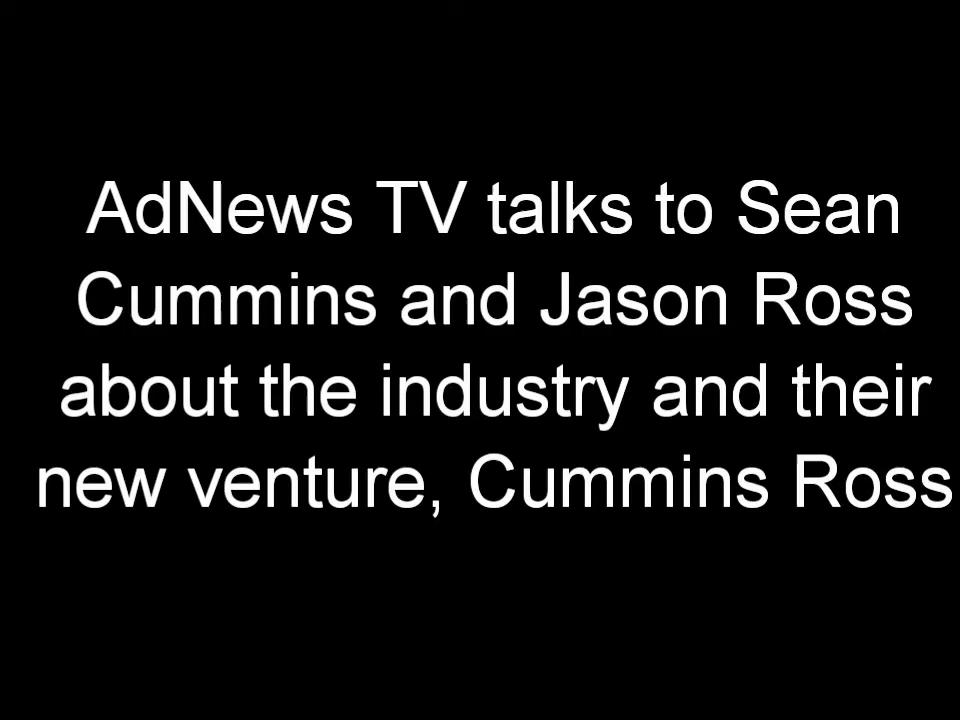 AdNews TV talks to Sean
Cummins and Jason Ross
about the industry and their
new venture, Cummins Ross